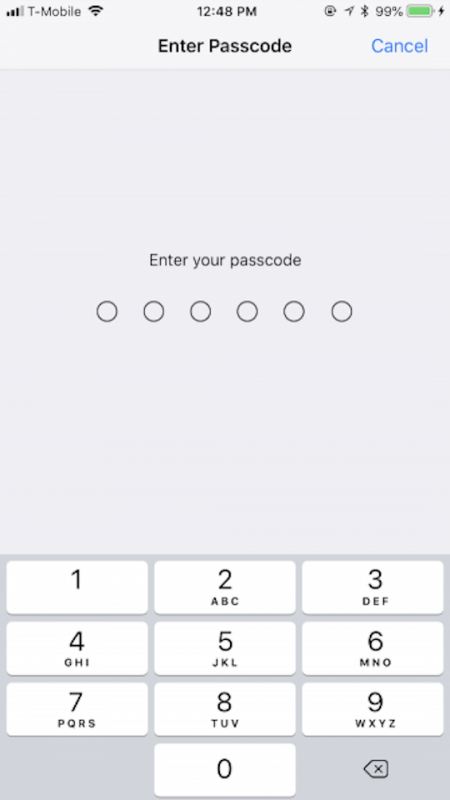 T-Mobile 12:48 PM 99%
Enter Passcode Cancel
Enter your passcode
1 2 3
ABC DEF
4 5 6
GHI JKL MNO
7 8 9
PQRS TUV WXYZ
0